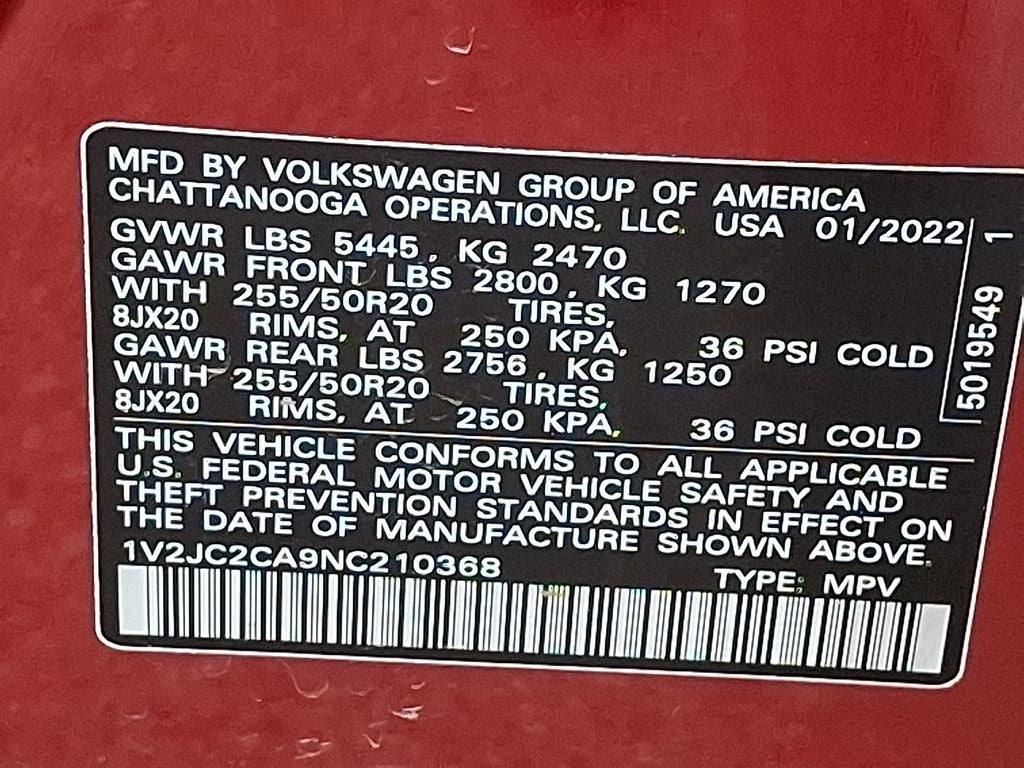 MFD BY VOLKSWAGEN GROUP OF AMERICA
CHATTANOOGA OPERATIONS, LLC. USA 01/2022
GVWR LBS 5445, KG 2470
GAWR FRONT LBS 2800, KG 1270
WITH 255/50R20 TIRES,
8JX20 RIMS, AT 250 KPA, 36 PSI COLD
GAWR REAR LBS 2756, KG 1250
WITH 255/50R20 TIRES,
8JX20 RIMS, AT 250 KPA, 36 PSI COLD
THIS VEHICLE CONFORMS TO ALL APPLICABLE
U.S. FEDERAL MOTOR VEHICLE SAFETY AND
THEFT PREVENTION STANDARDS IN EFFECT ON
THE DATE OF MANUFACTURE SHOWN ABOVE.
1V2JC2CA9NC210368 TYPE: MPV
5019549 1